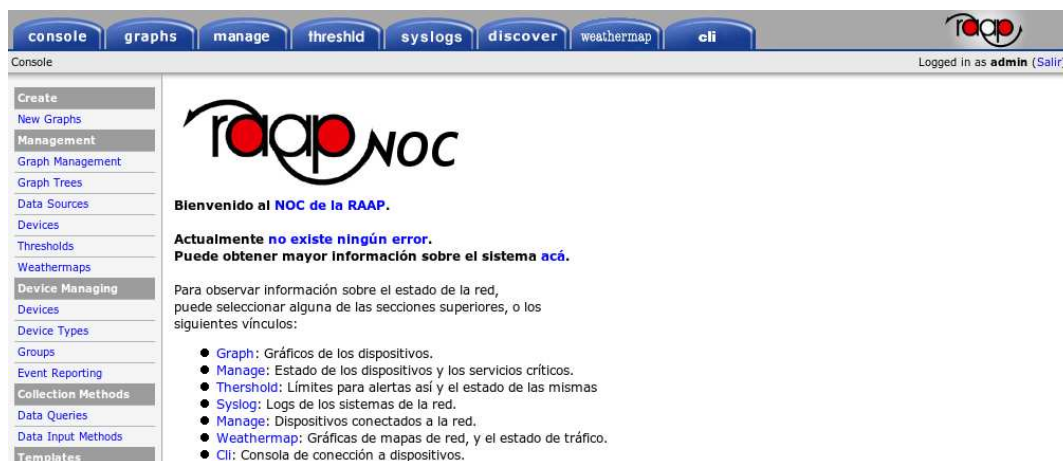 console graphs manage threshld syslogs discover weathermap cli raap
Console Logged in as admin (Salir)
Create
New Graphs
Management
Graph Management
Graph Trees
Data Sources
Devices
Thresholds
Weathermaps
Device Managing
Devices
Device Types
Groups
Event Reporting
Collection Methods
Data Queries
Data Input Methods
Templates
raap NOC
Bienvenido al NOC de la RAAP.
Actualmente no existe ningún error.
Puede obtener mayor información sobre el sistema acá.
Para observar información sobre el estado de la red,
puede seleccionar alguna de las secciones superiores, o los
siguientes vínculos:
● Graph: Gráficos de los dispositivos.
● Manage: Estado de los dispositivos y los servicios críticos.
● Thershold: Límites para alertas así y el estado de las mismas
● Syslog: Logs de los sistemas de la red.
● Manage: Dispositivos conectados a la red.
● Weathermap: Gráficas de mapas de red, y el estado de tráfico.
● Cli: Consola de conección a dispositivos.